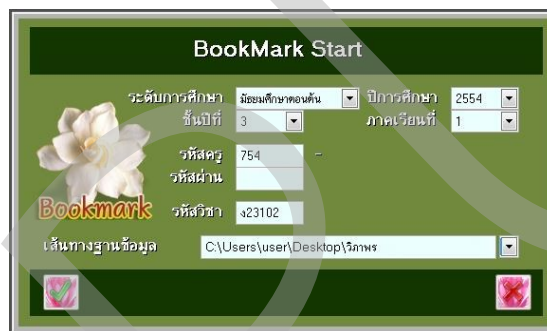 BookMark Start
ระดับการศึกษา มัธยมศึกษาตอนต้น ปีการศึกษา 2554
ชั้นปีที่ 3 ภาคเรียนที่ 1
รหัสครู 754 -
รหัสผ่าน
Bookmark รหัสวิชา ง23102
เส้นทางฐานข้อมูล C:\Users\user\Desktop\วิภาพร